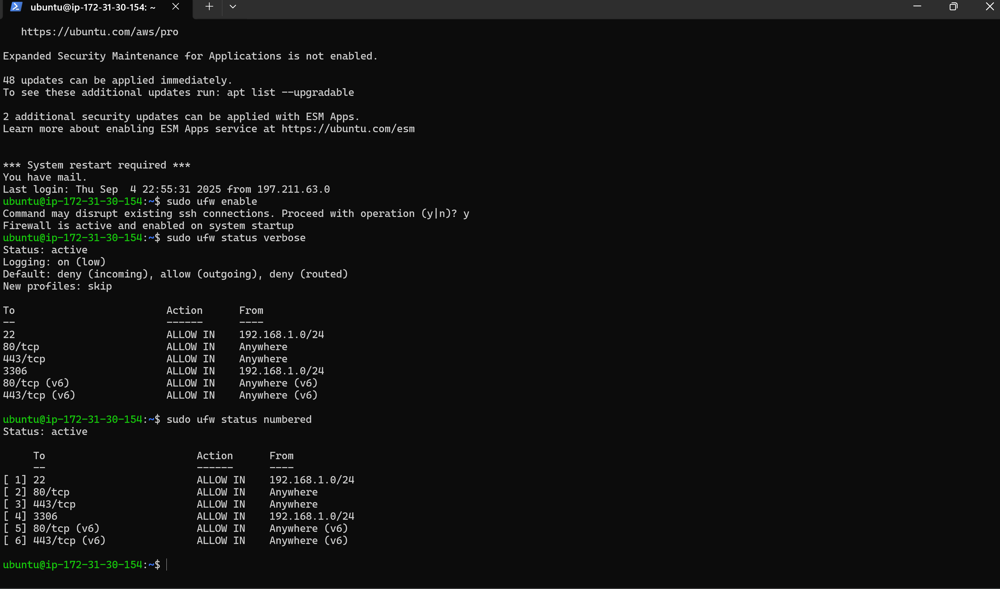 ubuntu@ip-172-31-30-154: ~
https://ubuntu.com/aws/pro
Expanded Security Maintenance for Applications is not enabled.
48 updates can be applied immediately.
To see these additional updates run: apt list --upgradable
2 additional security updates can be applied with ESM Apps.
Learn more about enabling ESM Apps service at https://ubuntu.com/esm
*** System restart required ***
You have mail.
Last login: Thu Sep  4 22:55:31 2025 from 197.211.63.0
ubuntu@ip-172-31-30-154:~$ sudo ufw enable
Command may disrupt existing ssh connections. Proceed with operation (y|n)? y
Firewall is active and enabled on system startup
ubuntu@ip-172-31-30-154:~$ sudo ufw status verbose
Status: active
Logging: on (low)
Default: deny (incoming), allow (outgoing), deny (routed)
New profiles: skip
To                         Action      From
--                         ------      ----
22                         ALLOW IN    192.168.1.0/24
80/tcp                     ALLOW IN    Anywhere
443/tcp                    ALLOW IN    Anywhere
3306                       ALLOW IN    192.168.1.0/24
80/tcp (v6)                ALLOW IN    Anywhere (v6)
443/tcp (v6)               ALLOW IN    Anywhere (v6)
ubuntu@ip-172-31-30-154:~$ sudo ufw status numbered
Status: active
     To                         Action      From
     --                         ------      ----
[ 1] 22                         ALLOW IN    192.168.1.0/24
[ 2] 80/tcp                     ALLOW IN    Anywhere
[ 3] 443/tcp                    ALLOW IN    Anywhere
[ 4] 3306                       ALLOW IN    192.168.1.0/24
[ 5] 80/tcp (v6)                ALLOW IN    Anywhere (v6)
[ 6] 443/tcp (v6)               ALLOW IN    Anywhere (v6)
ubuntu@ip-172-31-30-154:~$